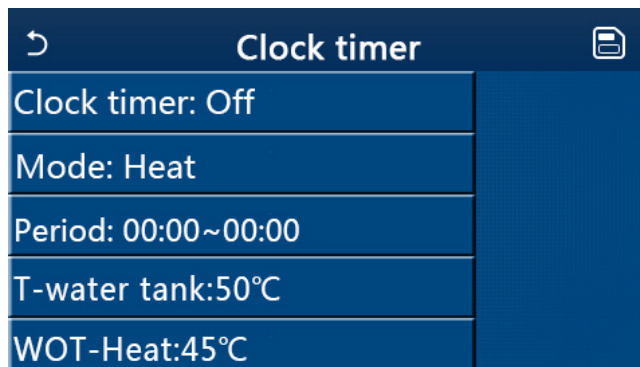 Clock timer
Clock timer: Off
Mode: Heat
Period: 00:00~00:00
T-water tank:50℃
WOT-Heat:45℃